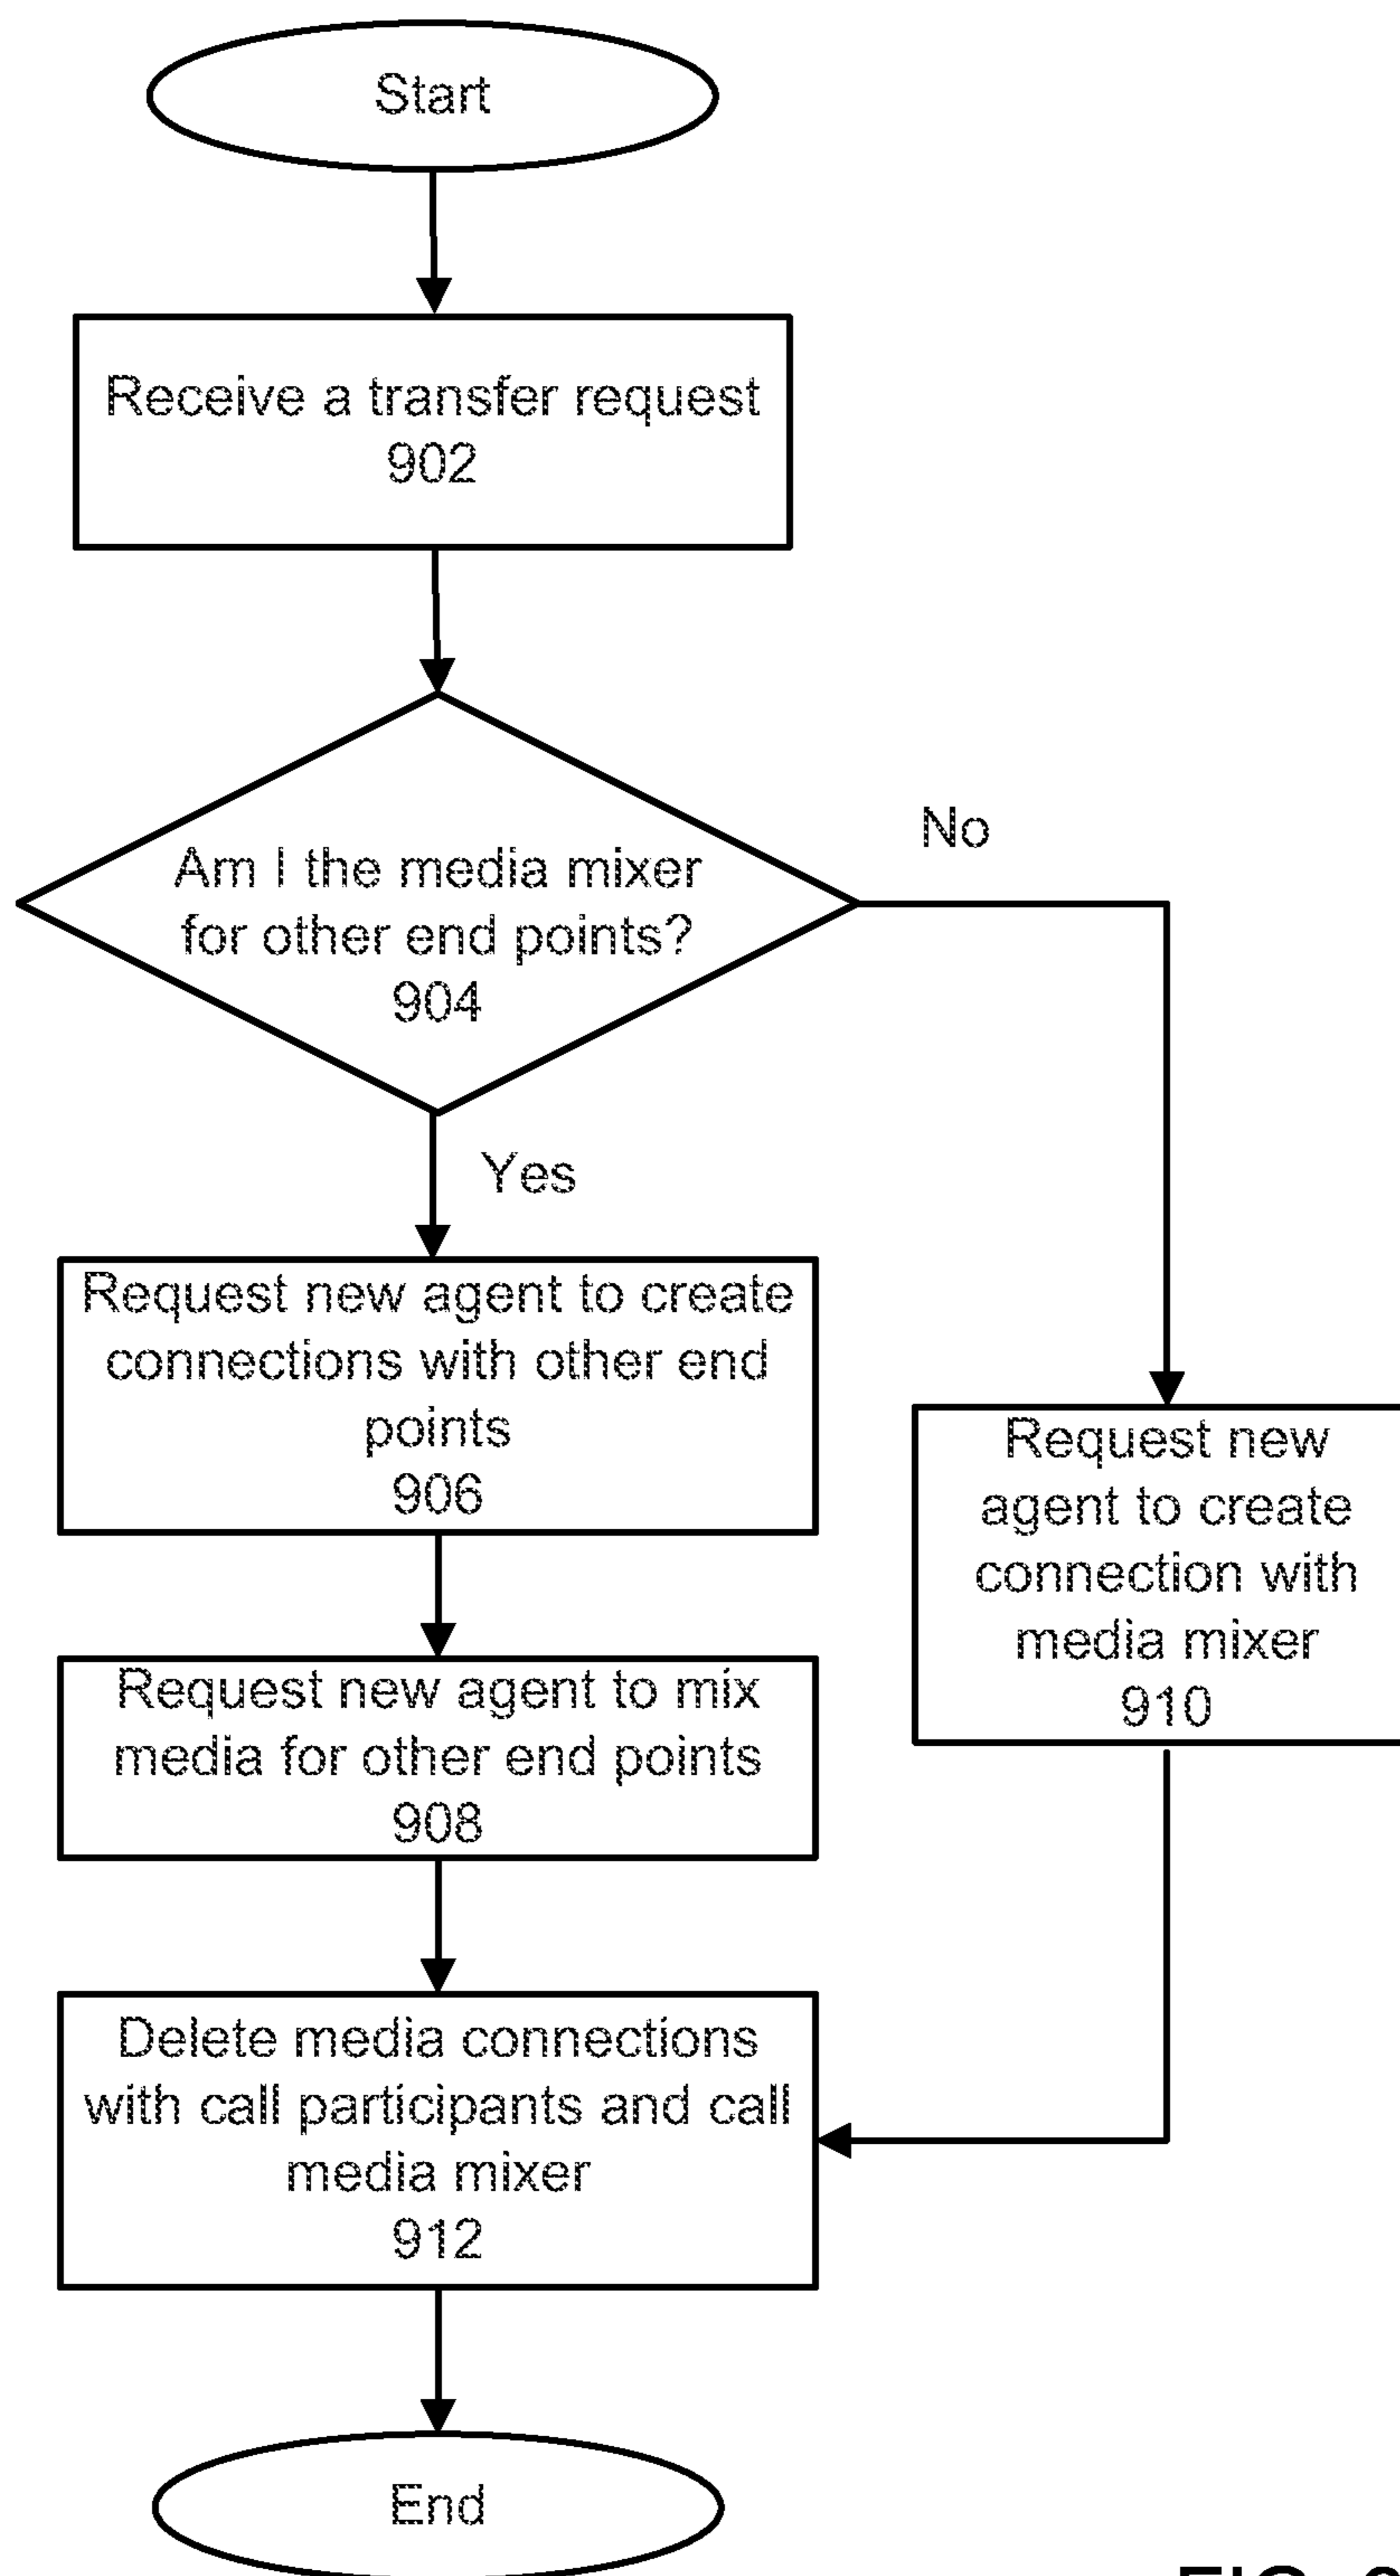 Start
Receive a transfer request
902
Am I the media mixer
for other end points?
904
No
Yes
Request new agent to create
connections with other end
points
906
Request new
agent to create
connection with
media mixer
910
Request new agent to mix
media for other end points
908
Delete media connections
with call participants and call
media mixer
912
End